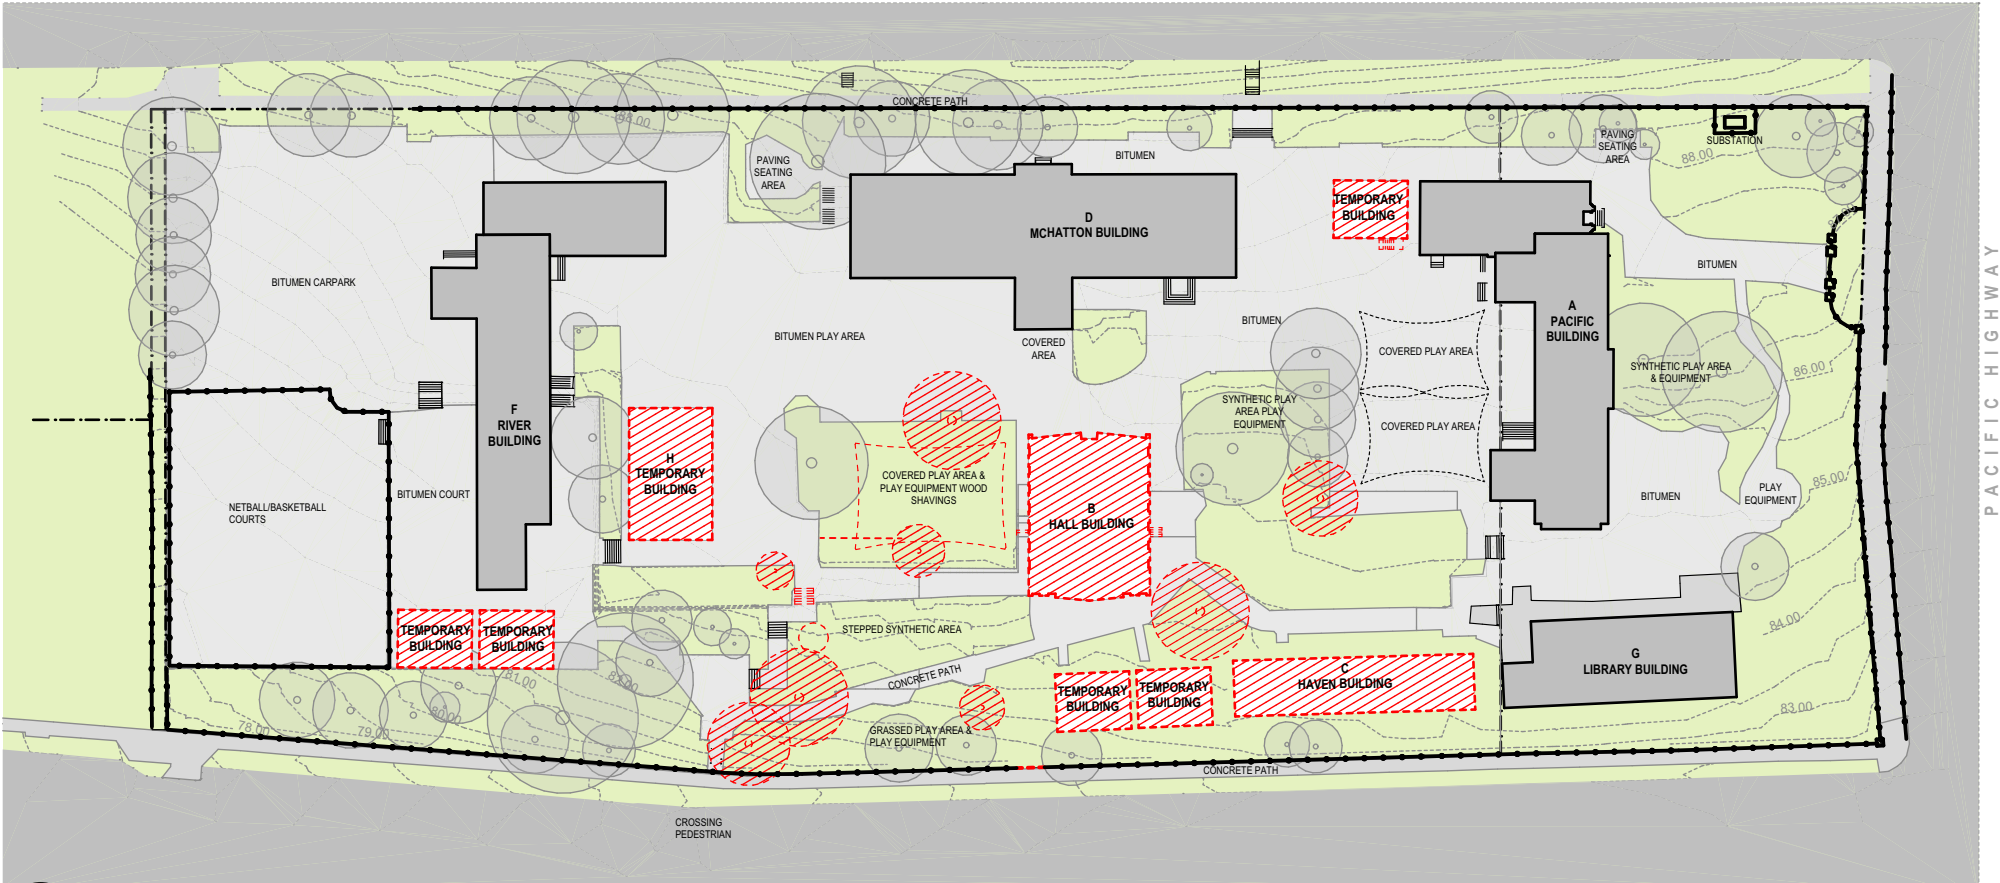 CONCRETE PATH
88.00
PAVING
SEATING
AREA
BITUMEN
PAVING
SEATING
AREA
SUBSTATION
88.00
TEMPORARY
BUILDING
D
MCHATTON BUILDING
BITUMEN CARPARK
BITUMEN PLAY AREA
COVERED
AREA
BITUMEN
COVERED PLAY AREA
A
PACIFIC
BUILDING
BITUMEN
SYNTHETIC PLAY AREA
& EQUIPMENT
86.00
PACIFIC HIGHWAY
F
RIVER
BUILDING
SYNTHETIC PLAY
AREA PLAY
EQUIPMENT
COVERED PLAY AREA
H
TEMPORARY
BUILDING
COVERED PLAY AREA &
PLAY EQUIPMENT WOOD
SHAVINGS
85.00
BITUMEN COURT
BITUMEN
PLAY
EQUIPMENT
NETBALL/BASKETBALL
COURTS
B
HALL BUILDING
TEMPORARY
BUILDING
TEMPORARY
BUILDING
STEPPED SYNTHETIC AREA
84.00
CONCRETE PATH
G
LIBRARY BUILDING
C
HAVEN BUILDING
TEMPORARY
BUILDING
TEMPORARY
BUILDING
81.00
82.00
80.00
83.00
78.00
79.00
GRASSED PLAY AREA &
PLAY EQUIPMENT
CONCRETE PATH
CROSSING
PEDESTRIAN